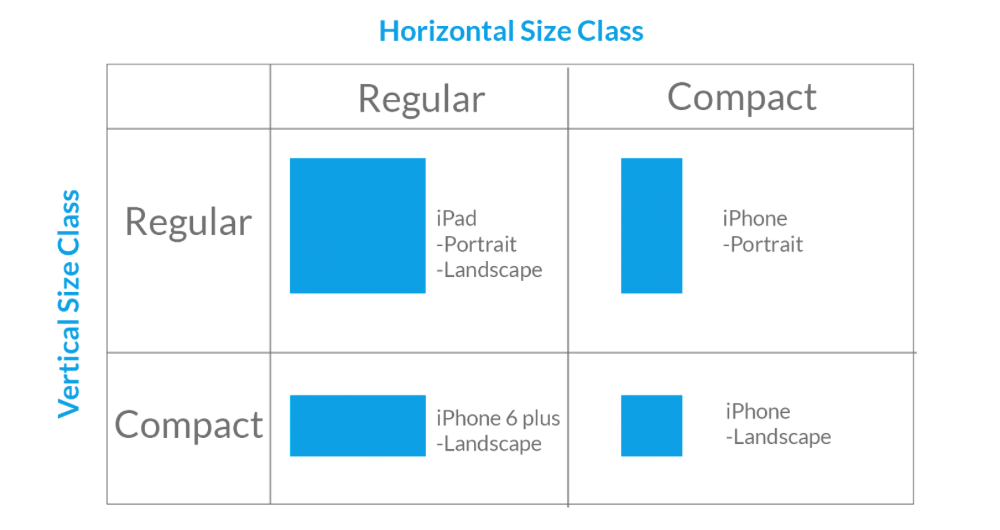 Horizontal Size Class
Regular
Compact
Vertical Size Class
Regular
iPad
-Portrait
-Landscape
iPhone
-Portrait
Compact
iPhone 6 plus
-Landscape
iPhone
-Landscape